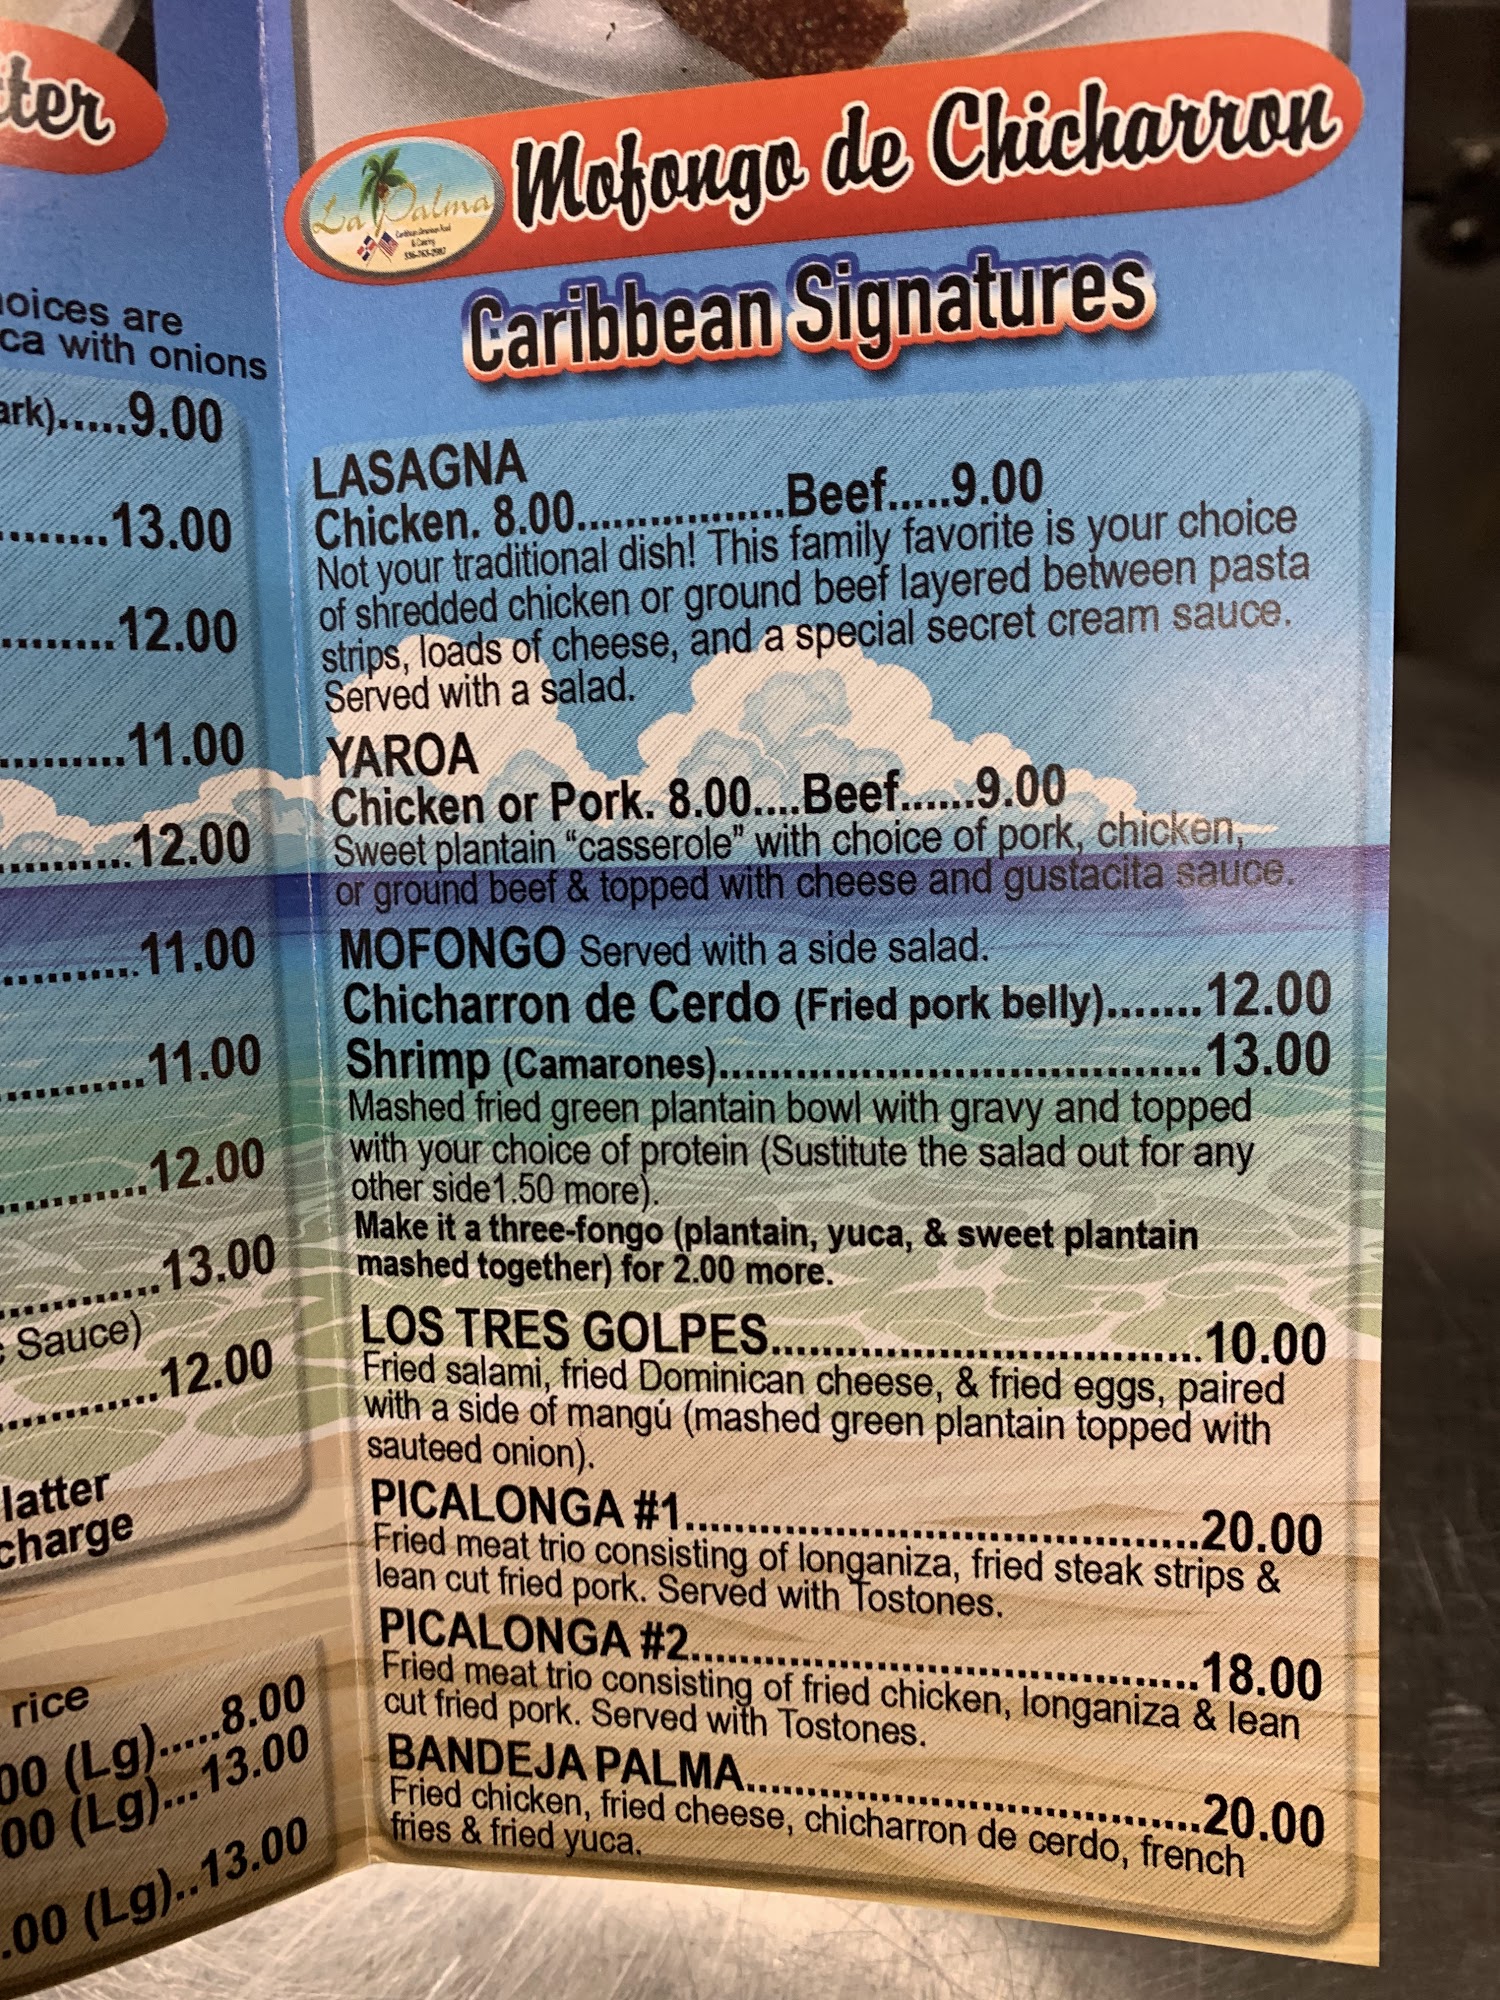 tter
oices are
ca with onions
ark).....9.00
........13.00
........12.00
.........11.00
..........12.00
..........11.00
..........11.00
...........12.00
............13.00
Sauce)
............12.00
latter
charge
rice
00 (Lg).....8.00
00 (Lg)...13.00
.00 (Lg)..13.00
La Palma
Mofongo de Chicharron
Caribbean Signatures
LASAGNA
Chicken. 8.00.................Beef.....9.00
Not your traditional dish! This family favorite is your choice
of shredded chicken or ground beef layered between pasta
strips, loads of cheese, and a special secret cream sauce.
Served with a salad.
YAROA
Chicken or Pork. 8.00....Beef......9.00
Sweet plantain “casserole” with choice of pork, chicken,
or ground beef & topped with cheese and gustacita sauce.
MOFONGO Served with a side salad.
Chicharron de Cerdo (Fried pork belly).......12.00
Shrimp (Camarones)....................................13.00
Mashed fried green plantain bowl with gravy and topped
with your choice of protein (Sustitute the salad out for any
other side1.50 more).
Make it a three-fongo (plantain, yuca, & sweet plantain
mashed together) for 2.00 more.
LOS TRES GOLPES................................10.00
Fried salami, fried Dominican cheese, & fried eggs, paired
with a side of mangú (mashed green plantain topped with
sauteed onion).
PICALONGA #1......................................20.00
Fried meat trio consisting of longaniza, fried steak strips &
lean cut fried pork. Served with Tostones.
PICALONGA #2.....................................18.00
Fried meat trio consisting of fried chicken, longaniza & lean
cut fried pork. Served with Tostones.
BANDEJA PALMA.................................20.00
Fried chicken, fried cheese, chicharron de cerdo, french
fries & fried yuca.